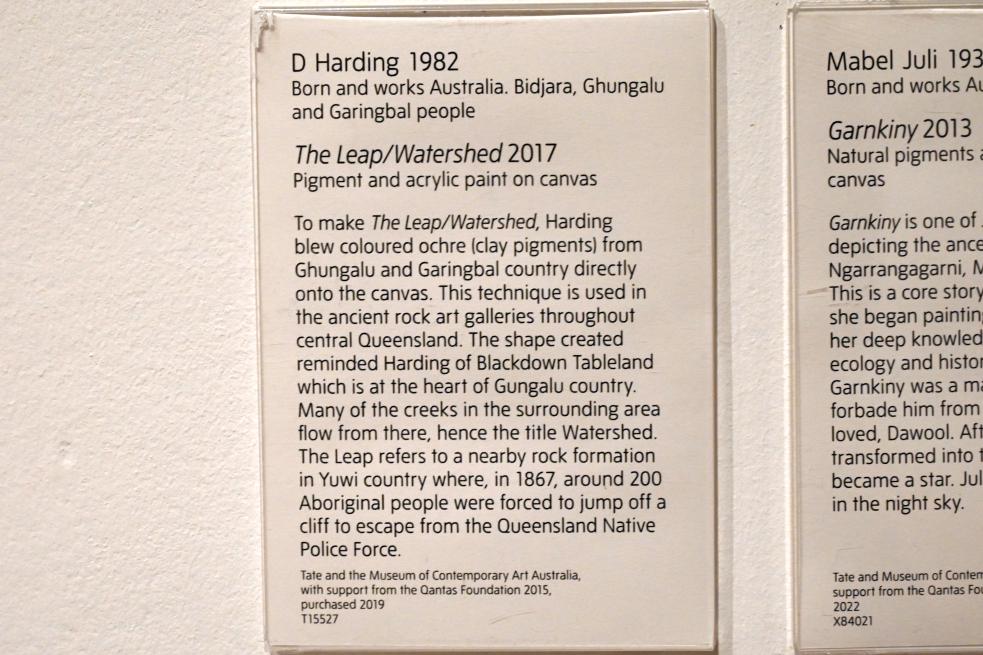 D Harding 1982
Born and works Australia. Bidjara, Ghungalu
and Garingbal people
The Leap/Watershed 2017
Pigment and acrylic paint on canvas
To make The Leap/Watershed, Harding
blew coloured ochre (clay pigments) from
Ghungalu and Garingbal country directly
onto the canvas. This technique is used in
the ancient rock art galleries throughout
central Queensland. The shape created
reminded Harding of Blackdown Tableland
which is at the heart of Gungalu country.
Many of the creeks in the surrounding area
flow from there, hence the title Watershed.
The Leap refers to a nearby rock formation
in Yuwi country where, in 1867, around 200
Aboriginal people were forced to jump off a
cliff to escape from the Queensland Native
Police Force.
Tate and the Museum of Contemporary Art Australia,
with support from the Qantas Foundation 2015,
purchased 2019
T15527
Mabel Juli 193
Born and works
Garnkiny 2013
Natural pigments
canvas
Garnkiny is one of
depicting the
Ngarrangagarni,
This is a core story
she began
her deep
ecology and
Garnkiny was a
forbade him from
loved, Dawool.
transformed into
became a star.
in the night sky.
Tate and Museum of
support from the Qantas
2022
X84021